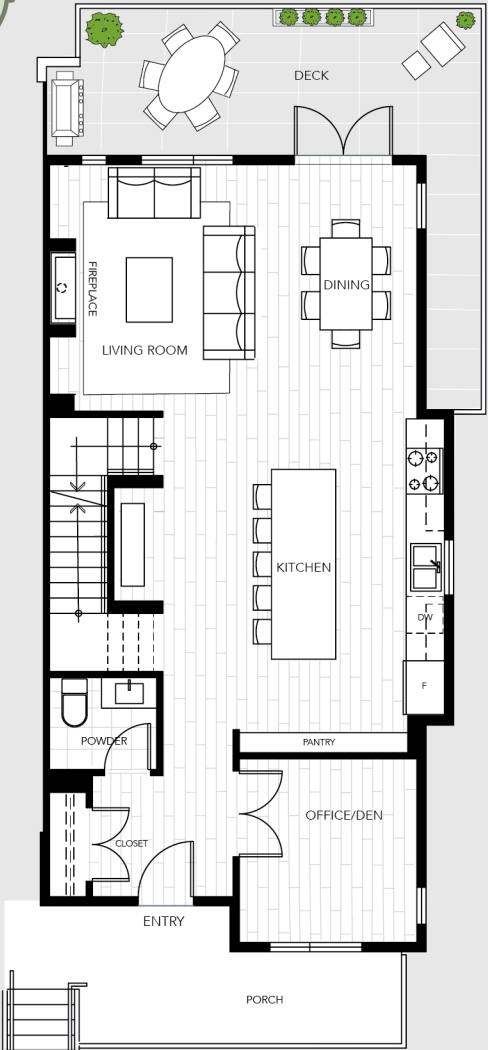 DECK
DINING
FIREPLACE
LIVING ROOM
KITCHEN
DW
F
POWDER
PANTRY
OFFICE/DEN
CLOSET
ENTRY
PORCH